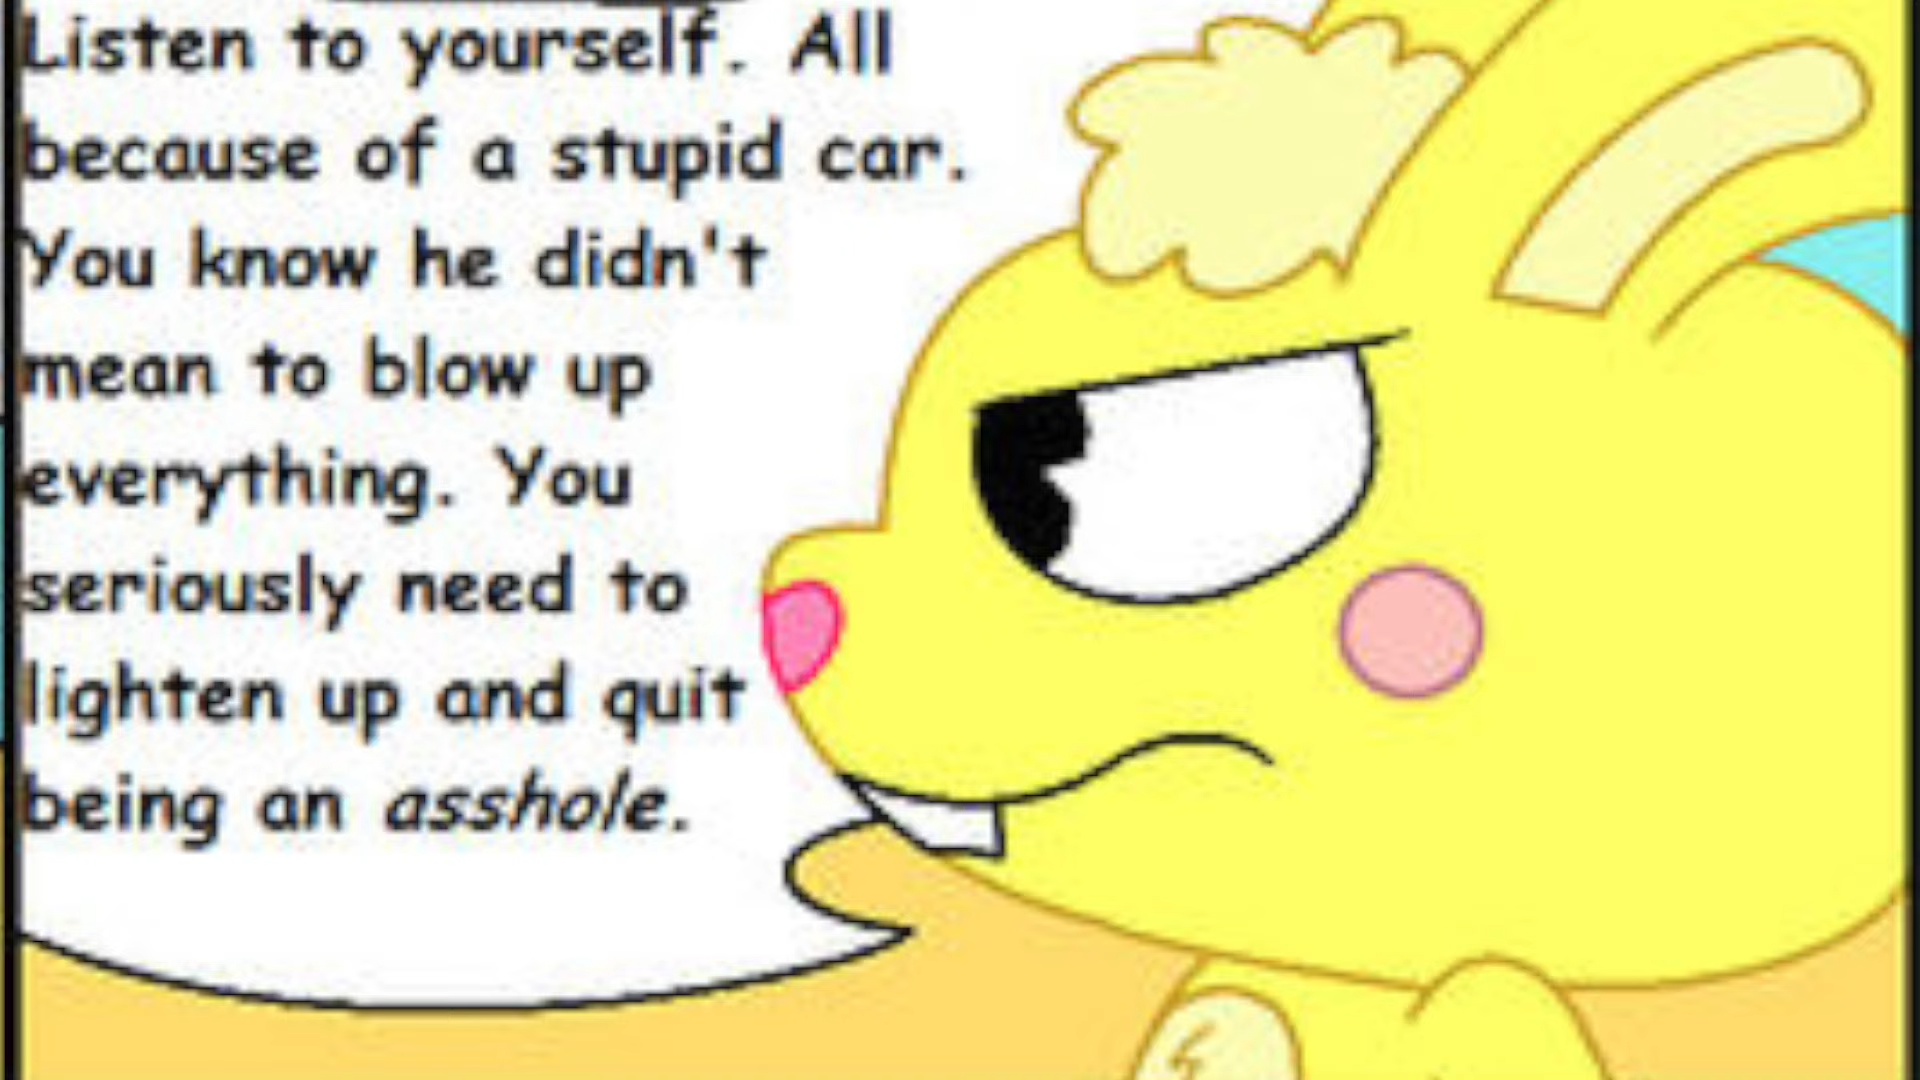 Listen to yourself. All
because of a stupid car.
You know he didn't
mean to blow up
everything. You
seriously need to
lighten up and quit
being an asshole.